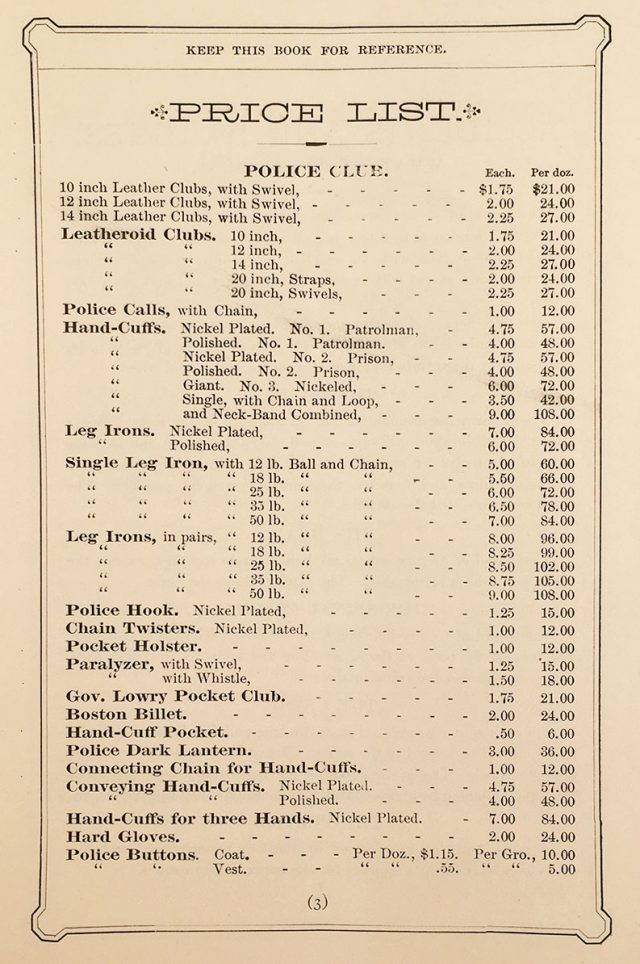 KEEP THIS BOOK FOR REFERENCE.
PRICE LIST.
POLICE CLUB. Each. Per doz.
10 inch Leather Clubs, with Swivel, - - - - - $1.75 $21.00
12 inch Leather Clubs, with Swivel, - - - - - 2.00 24.00
14 inch Leather Clubs, with Swivel, - - - - - 2.25 27.00
Leatheroid Clubs. 10 inch, - - - - - 1.75 21.00
“ “ 12 inch, - - - - - 2.00 24.00
“ “ 14 inch, - - - - - 2.25 27.00
“ “ 20 inch, Straps, - - - - 2.00 24.00
“ “ 20 inch, Swivels, - - - - 2.25 27.00
Police Calls, with Chain, - - - - - - 1.00 12.00
Hand-Cuffs. Nickel Plated. No. 1. Patrolman, - 4.75 57.00
“ Polished. No. 1. Patrolman. - - 4.00 48.00
“ Nickel Plated. No. 2. Prison, - - 4.75 57.00
“ Polished. No. 2. Prison, - - - 4.00 48.00
“ Giant. No. 3. Nickeled, - - - 6.00 72.00
“ Single, with Chain and Loop, - - - 3.50 42.00
“ and Neck-Band Combined, - - - 9.00 108.00
Leg Irons. Nickel Plated, - - - - - - 7.00 84.00
“ Polished, - - - - - - 6.00 72.00
Single Leg Iron, with 12 lb. Ball and Chain, - - 5.00 60.00
“ “ “ “ 18 lb. “ “ - - 5.50 66.00
“ “ “ “ 25 lb. “ “ - - 6.00 72.00
“ “ “ “ 35 lb. “ “ - - 6.50 78.00
“ “ “ “ 50 lb. “ “ - - 7.00 84.00
Leg Irons, in pairs, “ 12 lb. “ “ - - 8.00 96.00
“ “ “ 18 lb. “ “ - - 8.25 99.00
“ “ “ 25 lb. “ “ - - 8.50 102.00
“ “ “ 35 lb. “ “ - - 8.75 105.00
“ “ “ 50 lb. “ “ - - 9.00 108.00
Police Hook. Nickel Plated, - - - - - 1.25 15.00
Chain Twisters. Nickel Plated, - - - - - 1.00 12.00
Pocket Holster. - - - - - - - - 1.00 12.00
Paralyzer, with Swivel, - - - - - - 1.25 15.00
“ with Whistle, - - - - - - 1.50 18.00
Gov. Lowry Pocket Club. - - - - - 1.75 21.00
Boston Billet. - - - - - - - - 2.00 24.00
Hand-Cuff Pocket. - - - - - - - .50 6.00
Police Dark Lantern. - - - - - - 3.00 36.00
Connecting Chain for Hand-Cuffs. - - - - 1.00 12.00
Conveying Hand-Cuffs. Nickel Plated. - - - 4.75 57.00
“ “ Polished. - - - - 4.00 48.00
Hand-Cuffs for three Hands. Nickel Plated. - 7.00 84.00
Hard Gloves. - - - - - - - - 2.00 24.00
Police Buttons. Coat. - - - Per Doz., $1.15. Per Gro., 10.00
“ “ Vest. - - “ “ .55. “ “ 5.00
(3)